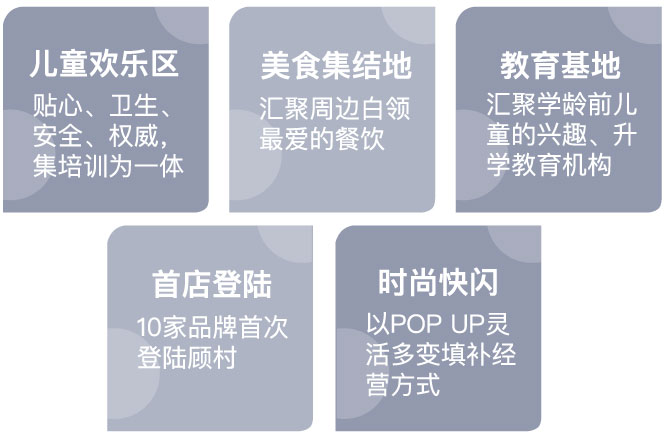 儿童欢乐区
贴心、卫生、
安全、权威，
集培训为一体
美食集结地
汇聚周边白领
最爱的餐饮
教育基地
汇聚学龄前儿
童的兴趣、升
学教育机构
首店登陆
10家品牌首次
登陆顾村
时尚快闪
以POP UP灵
活多变填补经
营方式